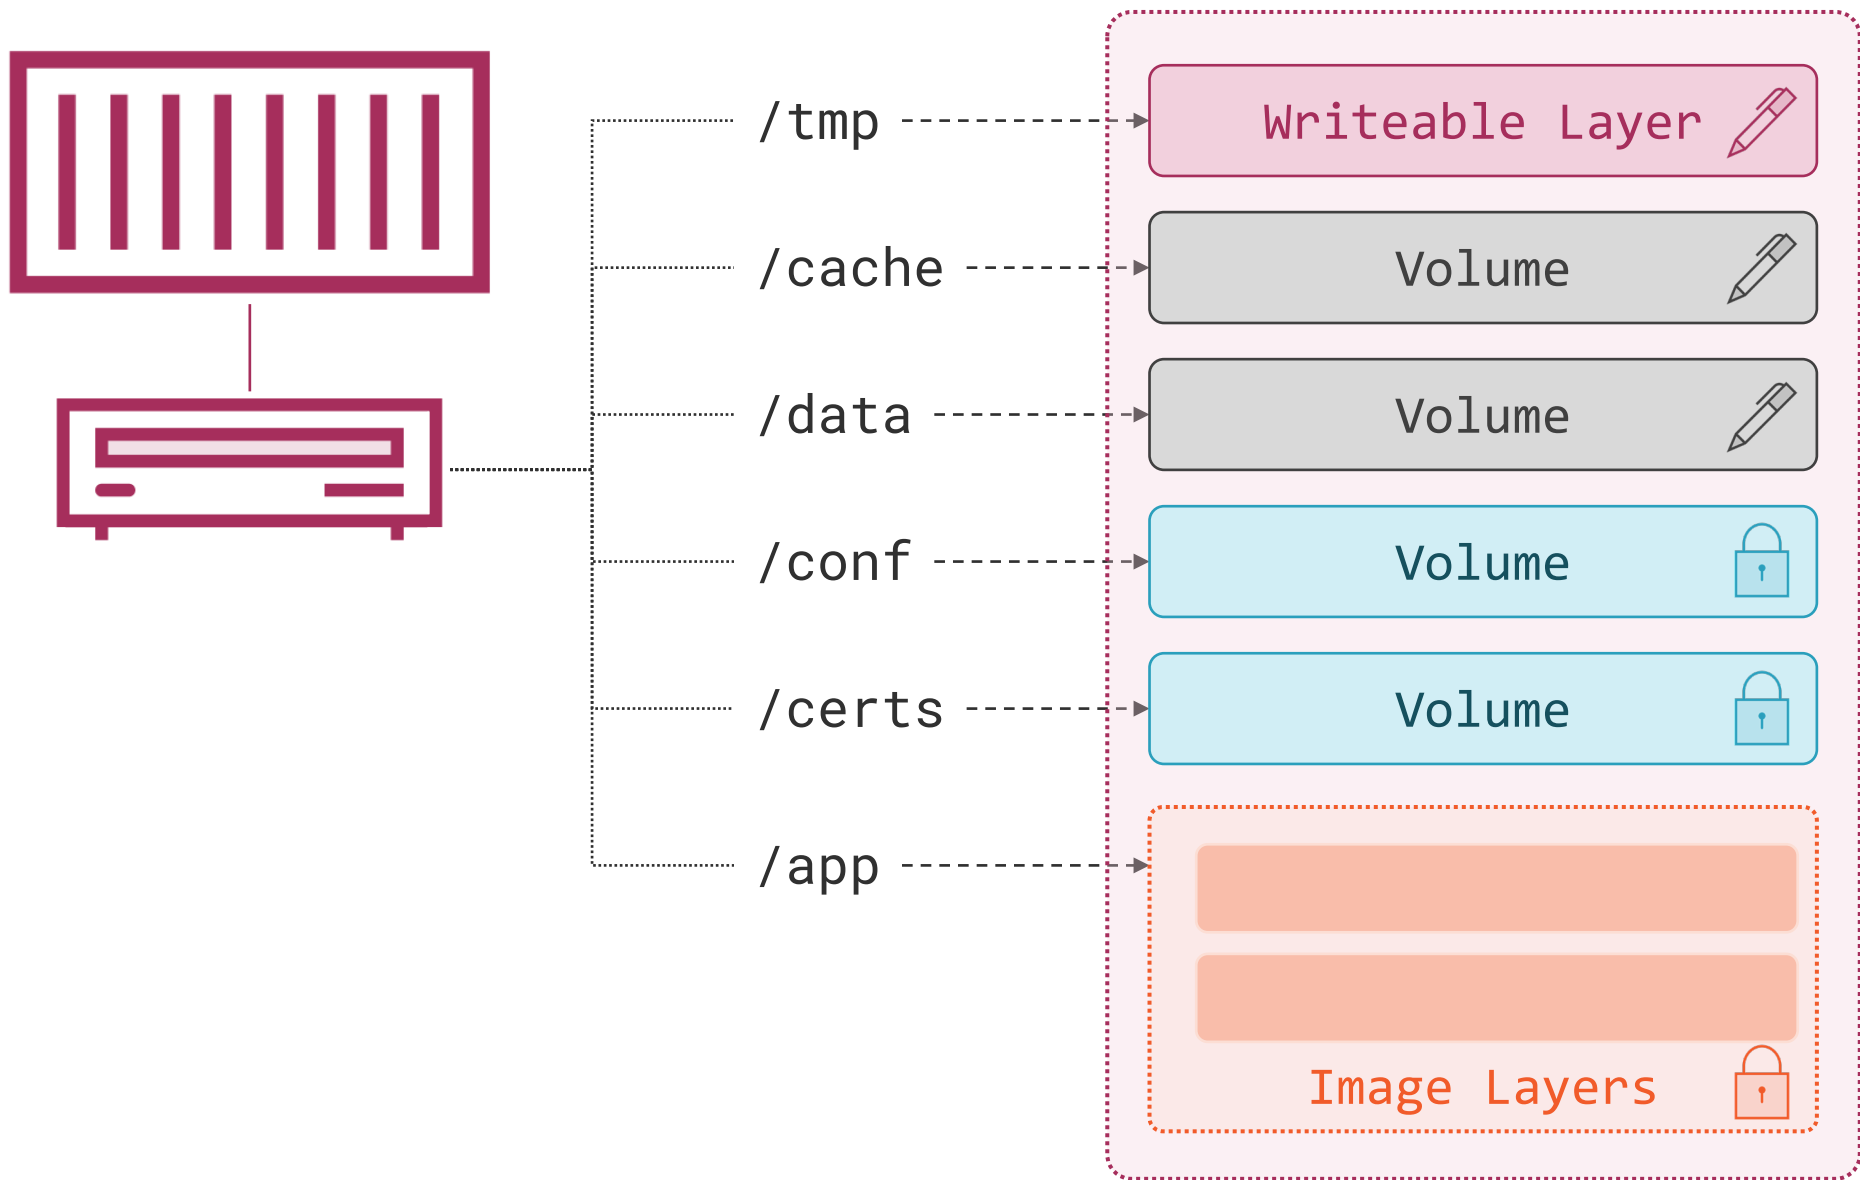 /tmp
Writeable Layer
/cache
Volume
/data
Volume
/conf
Volume
/certs
Volume
/app
Image Layers